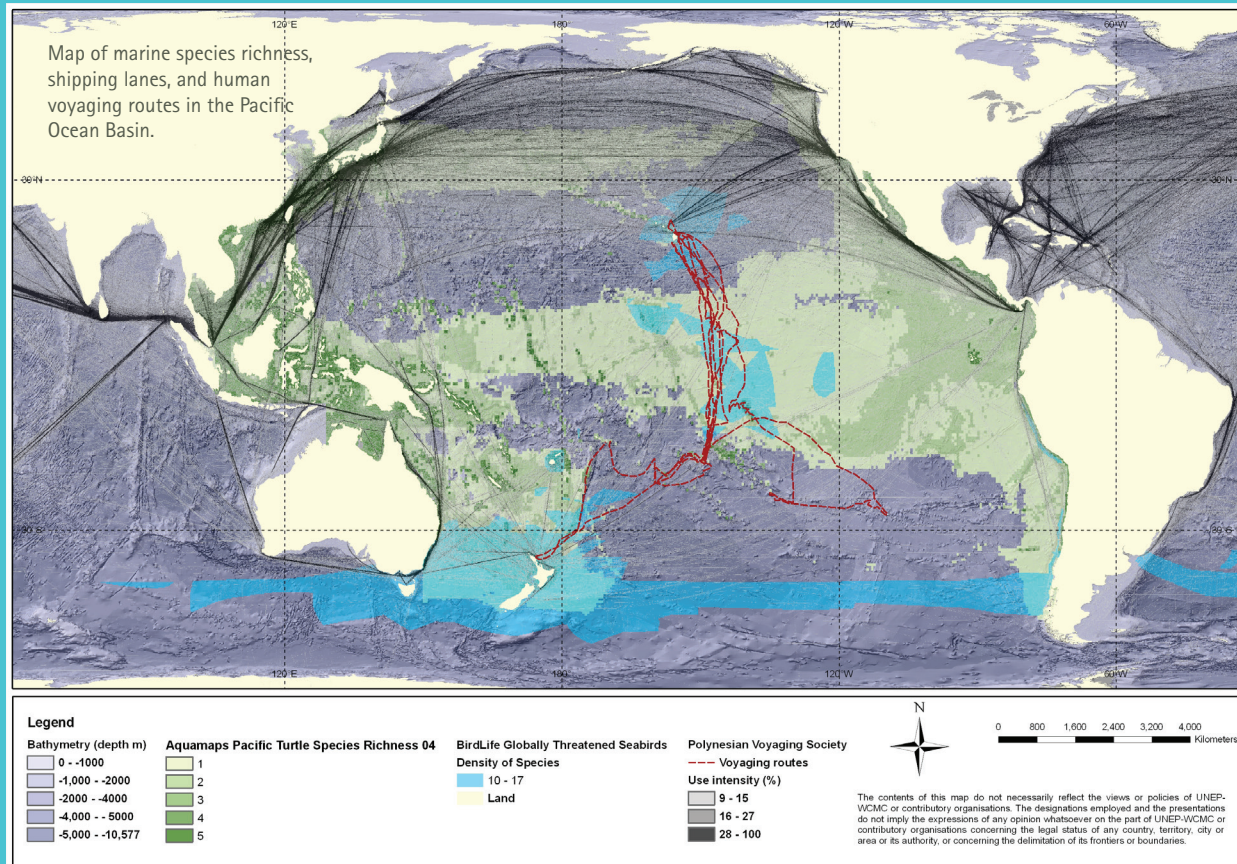 Map of marine species richness,
shipping lanes, and human
voyaging routes in the Pacific
Ocean Basin.
120°E
180°
120°W
60°W
30°N
30°N
30°S
30°S
120°E
180°
120°W
60°W
Legend
Bathymetry (depth m)
0 - -1000
-1,000 - -2000
-2000 - -4000
-4,000 - - 5000
-5,000 - -10,577
Aquamaps Pacific Turtle Species Richness 04
1
2
3
4
5
BirdLife Globally Threatened Seabirds
Density of Species
10 - 17
Land
Polynesian Voyaging Society
Voyaging routes
Use intensity (%)
9 - 15
16 - 27
28 - 100
N
0 800 1,600 2,400 3,200 4,000
Kilometers
The contents of this map do not necessarily reflect the views or policies of UNEP-
WCMC or contributory organisations. The designations employed and the presentations
do not imply the expressions of any opinion whatsoever on the part of UNEP-WCMC or
contributory organisations concerning the legal status of any country, territory, city or
area or its authority, or concerning the delimitation of its frontiers or boundaries.